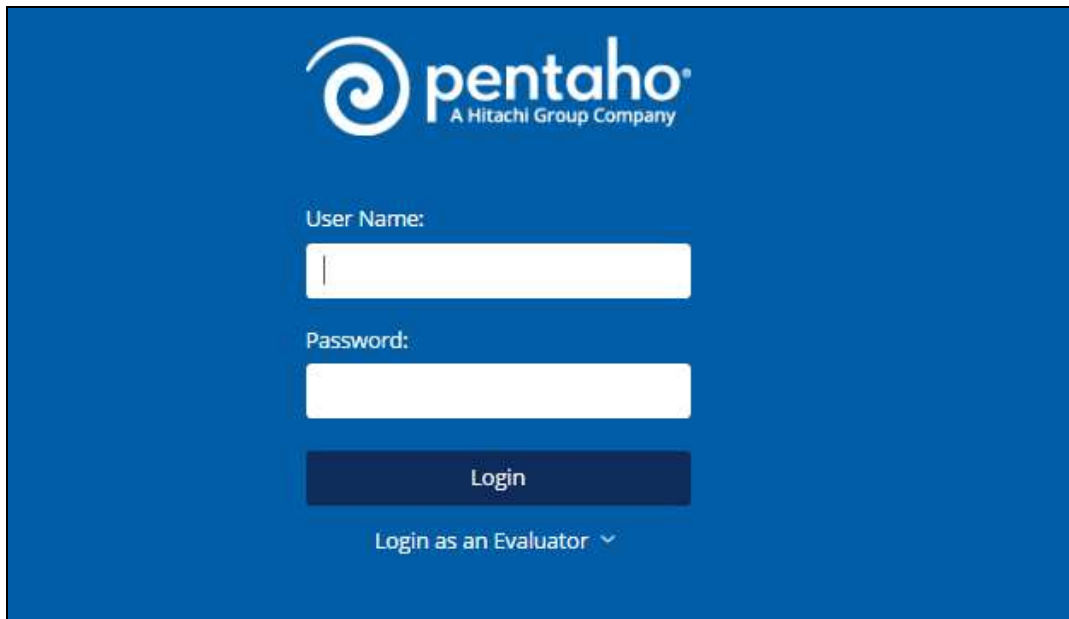 pentaho®
A Hitachi Group Company
User Name:
Password:
Login
Login as an Evaluator